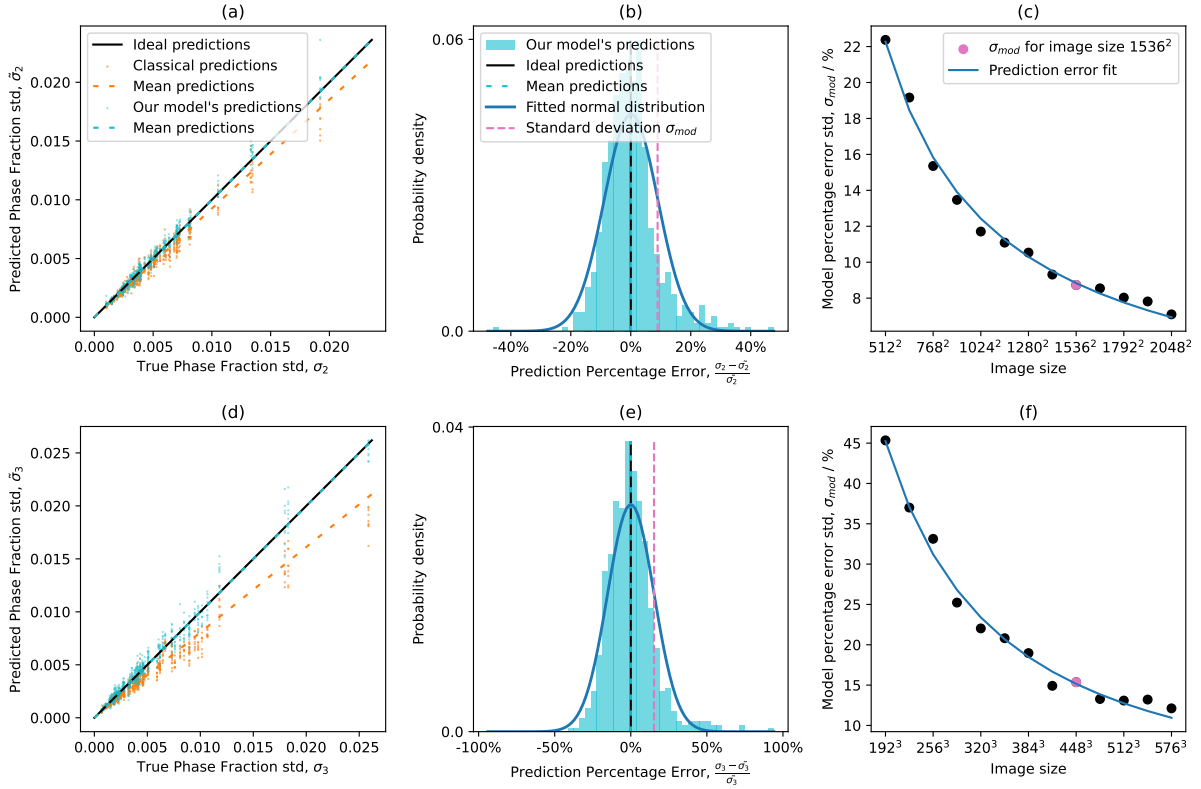 (a)
Ideal predictions
Classical predictions
Mean predictions
Our model's predictions
Mean predictions
Predicted Phase Fraction std, σ̃₂
0.020
0.015
0.010
0.005
0.000
0.000 0.005 0.010 0.015 0.020
True Phase Fraction std, σ₂
(b)
Our model's predictions
Ideal predictions
Mean predictions
Fitted normal distribution
Standard deviation σ_mod
Probability density
0.06
0.0
-40% -20% 0% 20% 40%
Prediction Percentage Error, (σ₂ − σ̃₂)/σ̃₂
(c)
σ_mod for image size 1536²
Prediction error fit
Model percentage error std, σ_mod / %
22
20
18
16
14
12
10
8
512² 768² 1024² 1280² 1536² 1792² 2048²
Image size
(d)
Predicted Phase Fraction std, σ̃₃
0.025
0.020
0.015
0.010
0.005
0.000
0.000 0.005 0.010 0.015 0.020 0.025
True Phase Fraction std, σ₃
(e)
Probability density
0.04
0.0
-100% -50% 0% 50% 100%
Prediction Percentage Error, (σ₃ − σ̃₃)/σ̃₃
(f)
Model percentage error std, σ_mod / %
45
40
35
30
25
20
15
10
192³ 256³ 320³ 384³ 448³ 512³ 576³
Image size